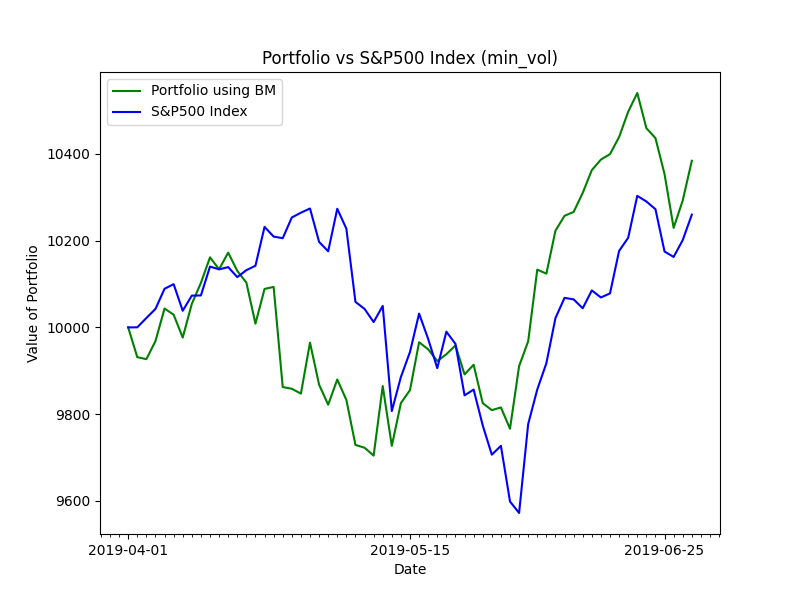 Portfolio vs S&P500 Index (min_vol)
Portfolio using BM
S&P500 Index
10400
10200
10000
9800
9600
Value of Portfolio
2019-04-01
2019-05-15
2019-06-25
Date